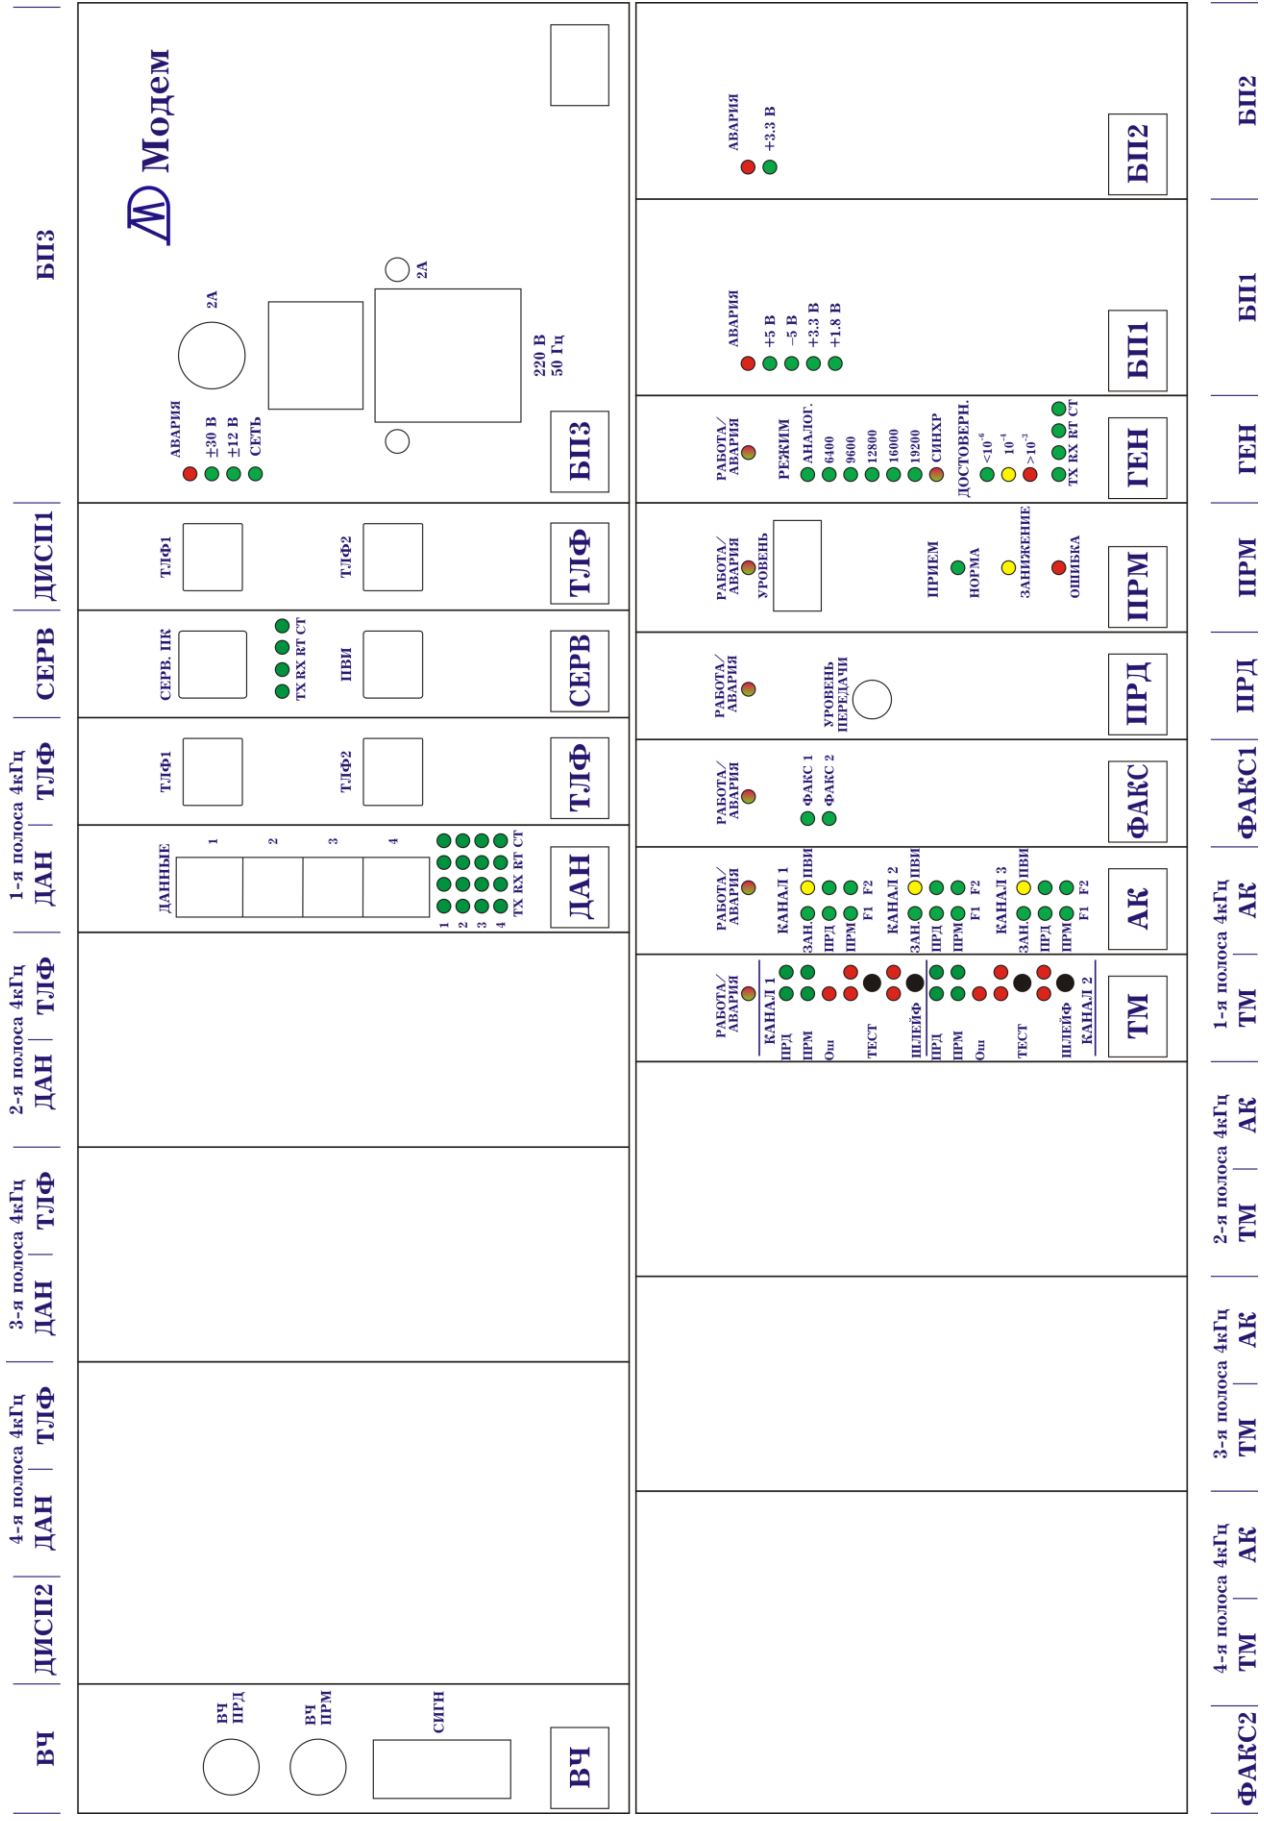 4-я полоса 4кГц
3-я полоса 4кГц
2-я полоса 4кГц
1-я полоса 4кГц
ВЧ
ДИСП2
ДАН
ТЛФ
ДАН
ТЛФ
ДАН
ТЛФ
ДАН
ТЛФ
СЕРВ
ДИСП1
БП3
ВЧ
ПРД
ВЧ
ПРМ
СИГН
ВЧ
ДАННЫЕ
1
2
3
4
1
2
3
4
TX RX RT CT
ДАН
ТЛФ1
ТЛФ2
ТЛФ
СЕРВ. ПК
TX RX RT CT
ПВИ
СЕРВ
ТЛФ1
ТЛФ2
ТЛФ
Модем
АВАРИЯ
±30 В
±12 В
СЕТЬ
2А
2А
220 В
50 Гц
БП3
РАБОТА/
АВАРИЯ
КАНАЛ 1
ПРД
ПРМ
Ош
ТЕСТ
ШЛЕЙФ
ПРД
ПРМ
Ош
ТЕСТ
ШЛЕЙФ
КАНАЛ 2
ТМ
РАБОТА/
АВАРИЯ
КАНАЛ 1
ЗАН. ПВИ
ПРД
ПРМ
F1 F2
КАНАЛ 2
ЗАН. ПВИ
ПРД
ПРМ
F1 F2
КАНАЛ 3
ЗАН. ПВИ
ПРД
ПРМ
F1 F2
АК
РАБОТА/
АВАРИЯ
ФАКС 1
ФАКС 2
ФАКС
РАБОТА/
АВАРИЯ
УРОВЕНЬ
ПЕРЕДАЧИ
ПРД
РАБОТА/
АВАРИЯ
УРОВЕНЬ
ПРИЕМ
НОРМА
ЗАНИЖЕНИЕ
ОШИБКА
ПРМ
РАБОТА/
АВАРИЯ
РЕЖИМ
АНАЛОГ.
6400
9600
12800
16000
19200
СИНХР
ДОСТОВЕРН.
<10⁻⁶
10⁻⁴
>10⁻³
TX RX RT CT
ГЕН
АВАРИЯ
+5 В
−5 В
+3.3 В
+1.8 В
БП1
АВАРИЯ
+3.3 В
БП2
4-я полоса 4кГц
3-я полоса 4кГц
2-я полоса 4кГц
1-я полоса 4кГц
ФАКС2
ТМ
АК
ТМ
АК
ТМ
АК
ТМ
АК
ФАКС1
ПРД
ПРМ
ГЕН
БП1
БП2